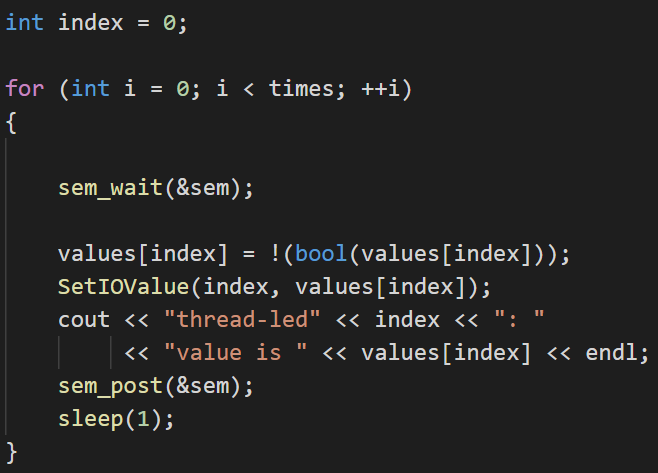 int index = 0;
for (int i = 0; i < times; ++i)
{
sem_wait(&sem);
values[index] = !(bool(values[index]));
SetIOValue(index, values[index]);
cout << "thread-led" << index << ": "
<< "value is " << values[index] << endl;
sem_post(&sem);
sleep(1);
}